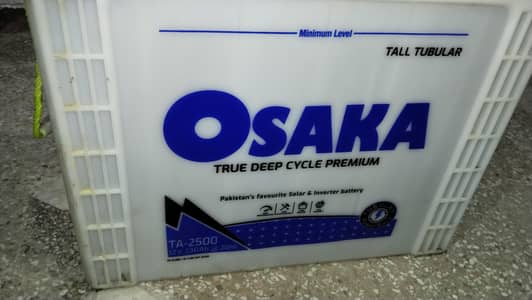 Minimum Level
TALL TUBULAR
OSAKA
TRUE DEEP CYCLE PREMIUM
Pakistan's favourite Solar & Inverter Battery
TA-2500